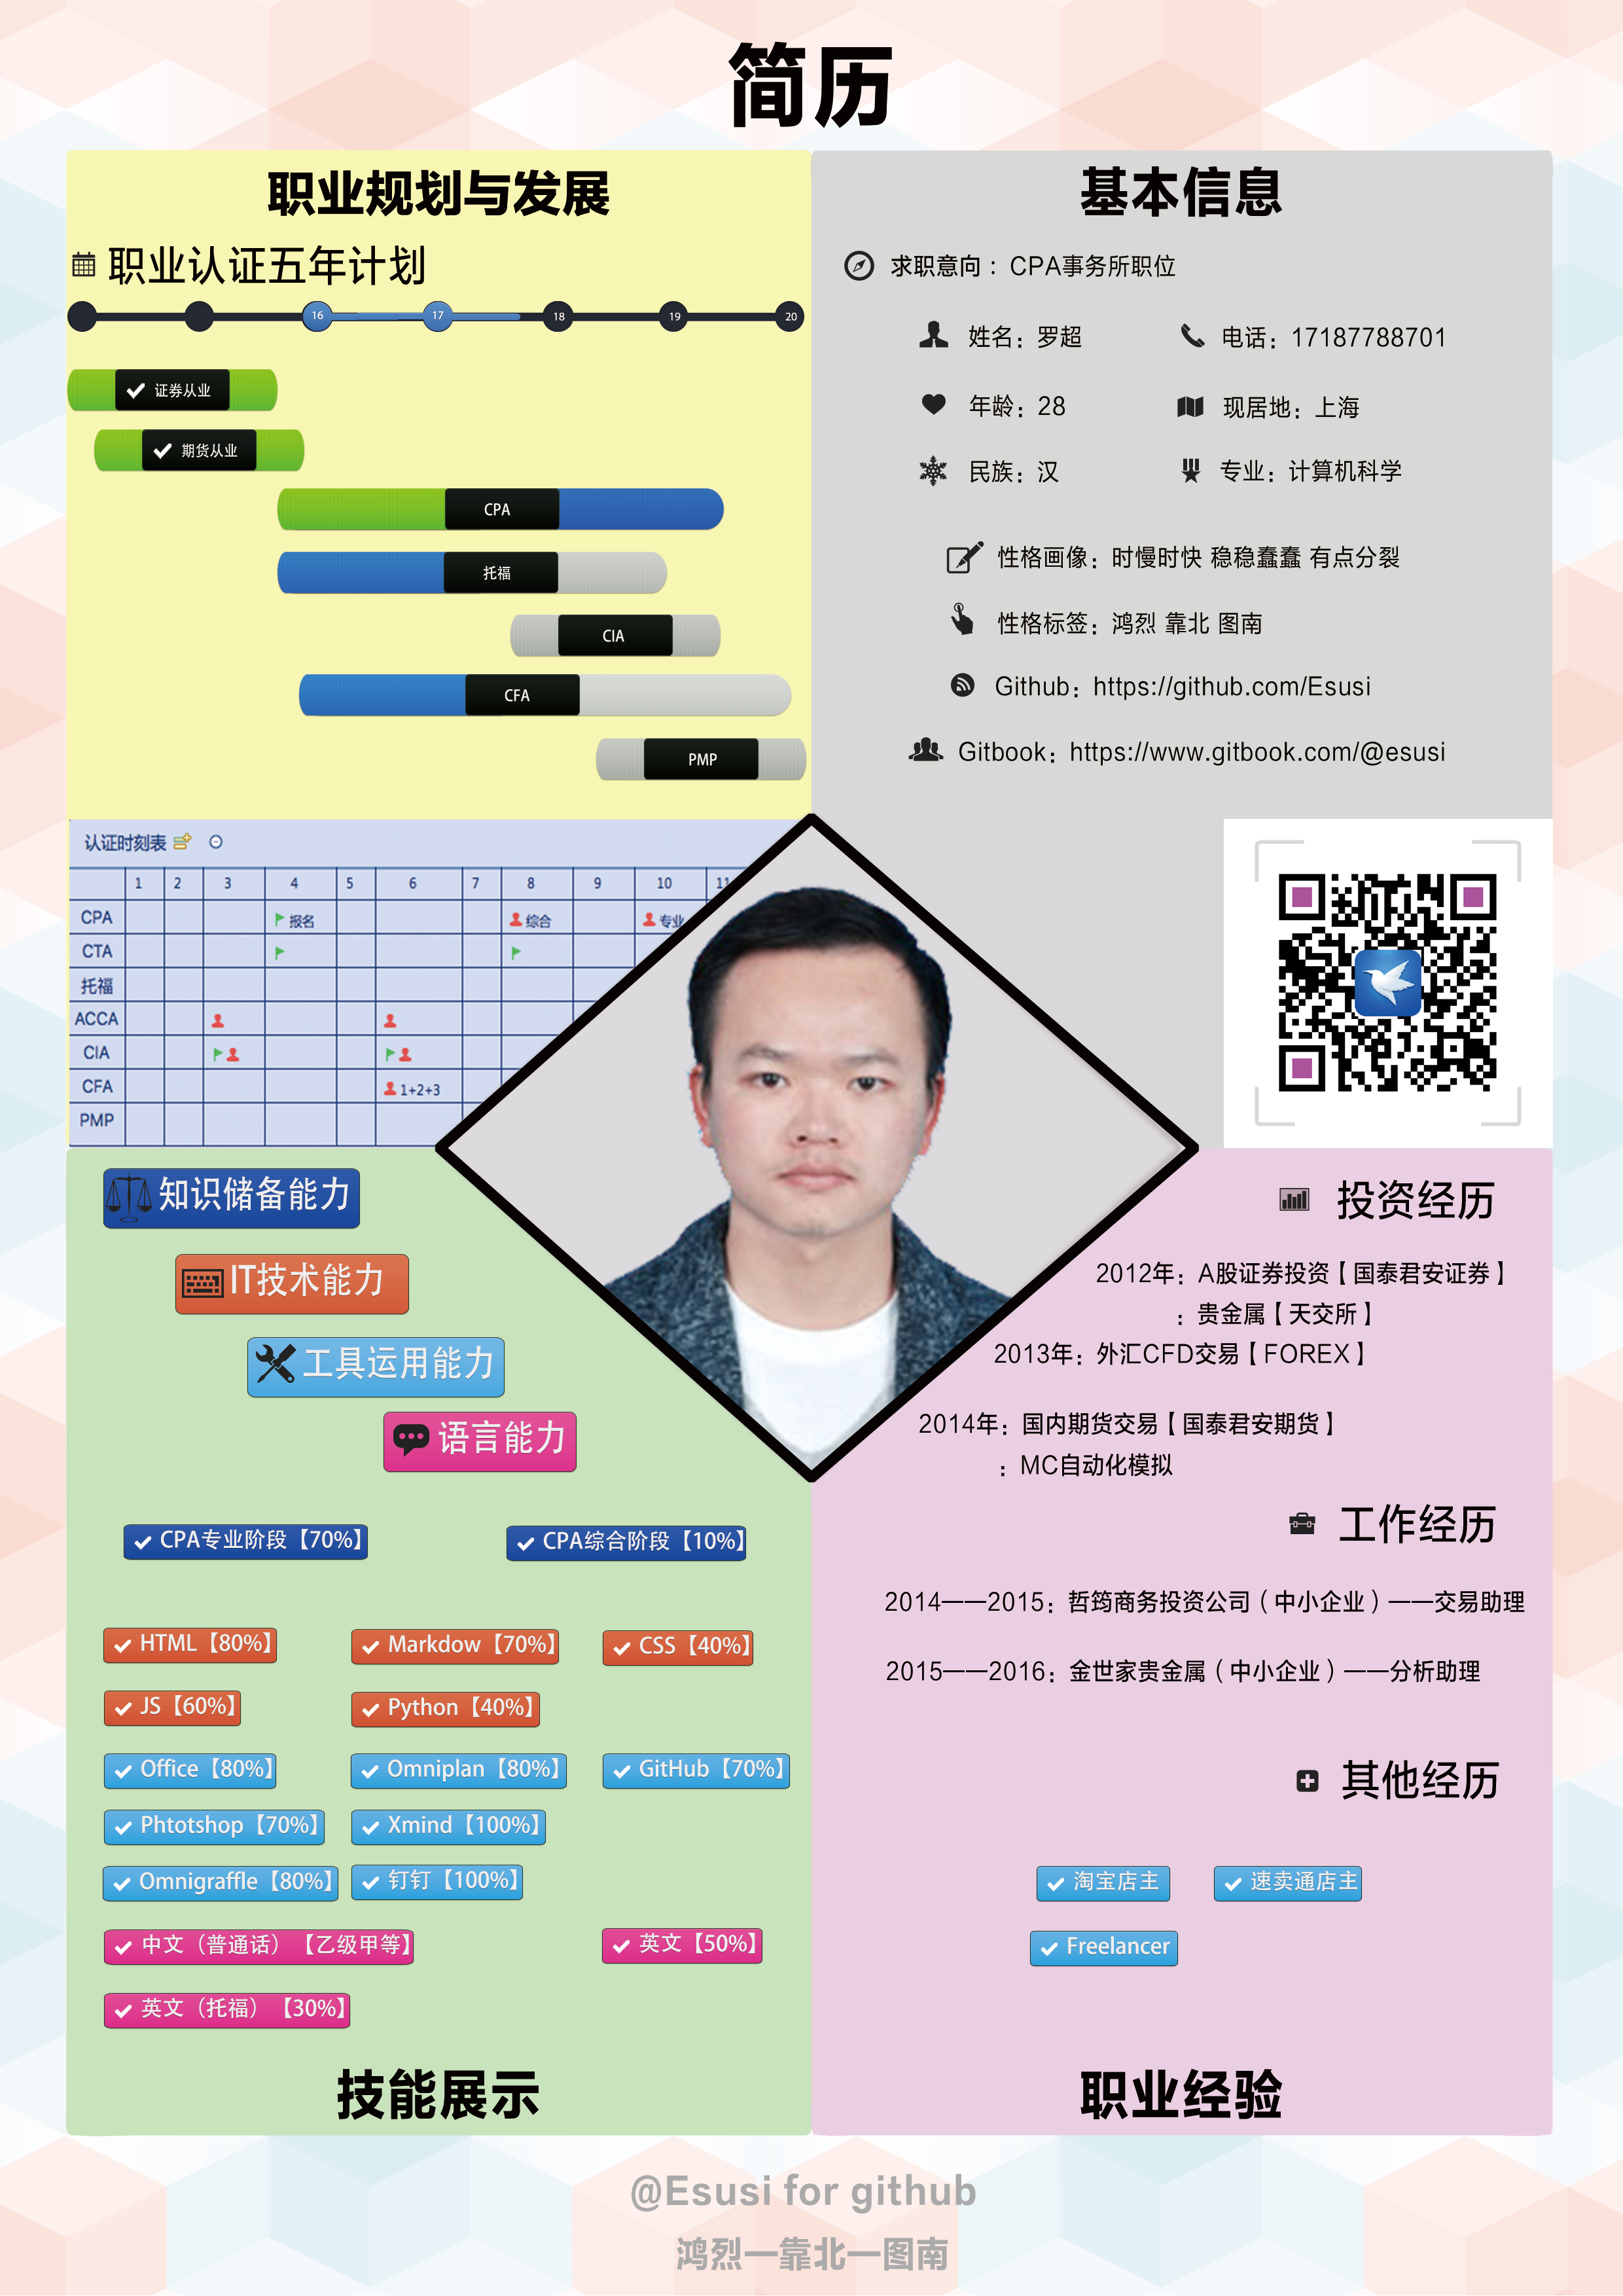 简历
职业规划与发展
职业认证五年计划
16 17 18 19 20
证券从业
期货从业
CPA
托福
CIA
CFA
PMP
认证时刻表
1 2 3 4 5 6 7 8 9 10 11
CPA 报名 综合 专业
CTA
托福
ACCA
CIA
CFA 1+2+3
PMP
基本信息
求职意向：CPA事务所职位
姓名：罗超 电话：17187788701
年龄：28 现居地：上海
民族：汉 专业：计算机科学
性格画像：时慢时快 稳稳蠢蠢 有点分裂
性格标签：鸿烈 靠北 图南
Github：https://github.com/Esusi
Gitbook：https://www.gitbook.com/@esusi
知识储备能力
IT技术能力
工具运用能力
语言能力
CPA专业阶段【70%】 CPA综合阶段【10%】
HTML【80%】 Markdow【70%】 CSS【40%】
JS【60%】 Python【40%】
Office【80%】 Omniplan【80%】 GitHub【70%】
Phtotshop【70%】 Xmind【100%】
Omnigraffle【80%】 钉钉【100%】
中文（普通话）【乙级甲等】 英文【50%】
英文（托福）【30%】
技能展示
投资经历
2012年：A股证券投资【国泰君安证券】
：贵金属【天交所】
2013年：外汇CFD交易【FOREX】
2014年：国内期货交易【国泰君安期货】
：MC自动化模拟
工作经历
2014——2015：哲筠商务投资公司（中小企业）——交易助理
2015——2016：金世家贵金属（中小企业）——分析助理
其他经历
淘宝店主 速卖通店主
Freelancer
职业经验
@Esusi for github
鸿烈—靠北—图南